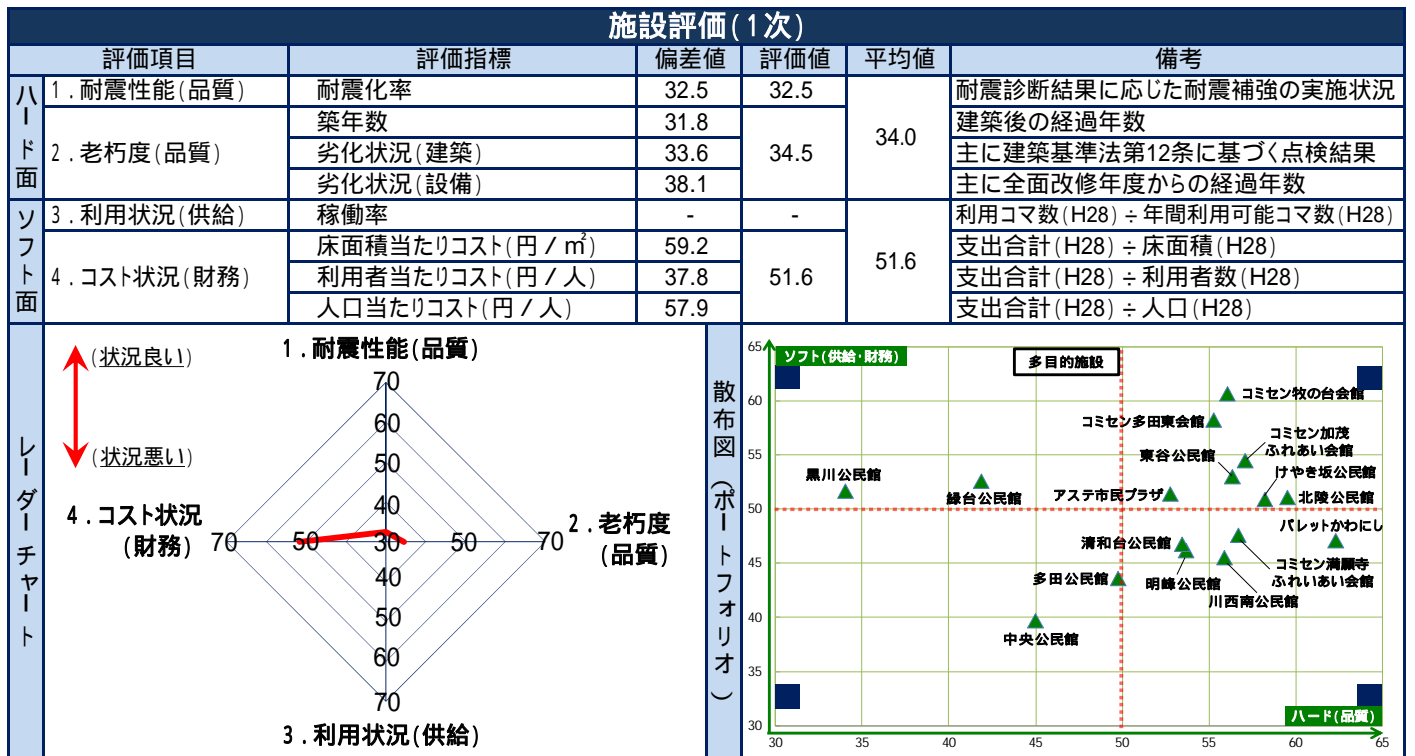 施設評価(1次)
評価項目 評価指標 偏差値 評価値 平均値 備考
ハード面 1.耐震性能(品質) 耐震化率 32.5 32.5 34.0 耐震診断結果に応じた耐震補強の実施状況
2.老朽度(品質) 築年数 31.8 34.5 建築後の経過年数
劣化状況(建築) 33.6 主に建築基準法第12条に基づく点検結果
劣化状況(設備) 38.1 主に全面改修年度からの経過年数
ソフト面 3.利用状況(供給) 稼働率 - - 51.6 利用コマ数(H28)÷年間利用可能コマ数(H28)
4.コスト状況(財務) 床面積当たりコスト(円/㎡) 59.2 51.6 支出合計(H28)÷床面積(H28)
利用者当たりコスト(円/人) 37.8 支出合計(H28)÷利用者数(H28)
人口当たりコスト(円/人) 57.9 支出合計(H28)÷人口(H28)
レーダーチャート
(状況良い)
(状況悪い)
1.耐震性能(品質)
70
60
50
40
4.コスト状況
(財務)
70 50 30 50 70
2.老朽度
(品質)
40
50
60
70
3.利用状況(供給)
散布図(ポートフォリオ)
65
ソフト(供給・財務)
多目的施設
コミセン牧の台会館
60
コミセン多田東会館
コミセン加茂
ふれあい会館
55
東谷公民館
けやき坂公民館
黒川公民館
緑台公民館
アステ市民プラザ
北陵公民館
50
パレットかわにし
清和台公民館
45
多田公民館
明峰公民館
コミセン満願寺
ふれいあい会館
川西南公民館
40
中央公民館
35
30
ハード(品質)
30 35 40 45 50 55 60 65